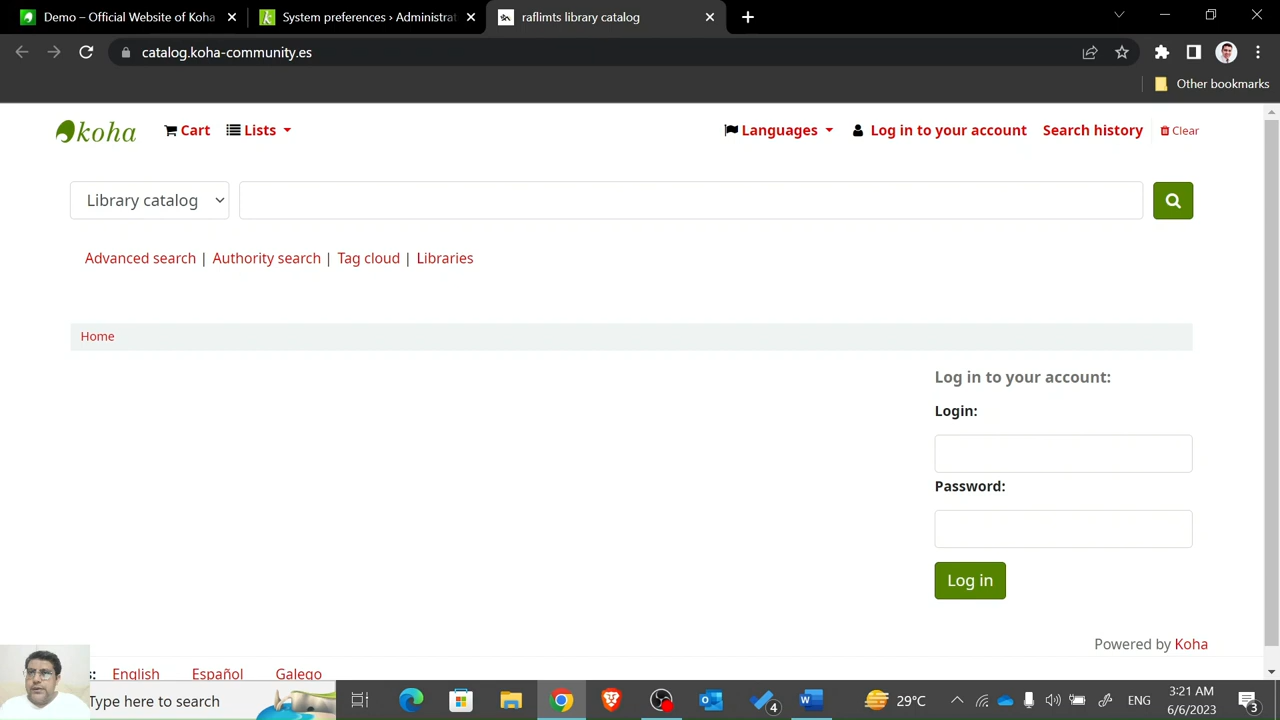 Demo – Official Website of Koha
System preferences › Administrat
raflimts library catalog
catalog.koha-community.es
Other bookmarks
koha
Cart
Lists
Languages
Log in to your account
Search history
Clear
Library catalog
Advanced search | Authority search | Tag cloud | Libraries
Home
Log in to your account:
Login:
Password:
Log in
Powered by Koha
s: English Español Galego
Type here to search
4
29°C
ENG
3:21 AM
6/6/2023
3